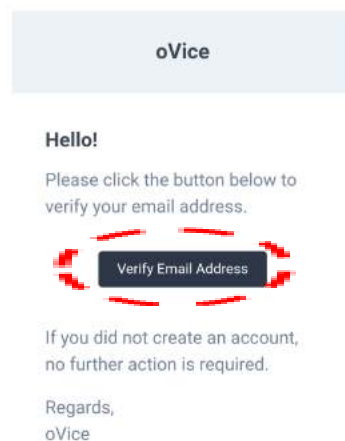 oVice
Hello!
Please click the button below to
verify your email address.
Verify Email Address
If you did not create an account,
no further action is required.
Regards,
oVice